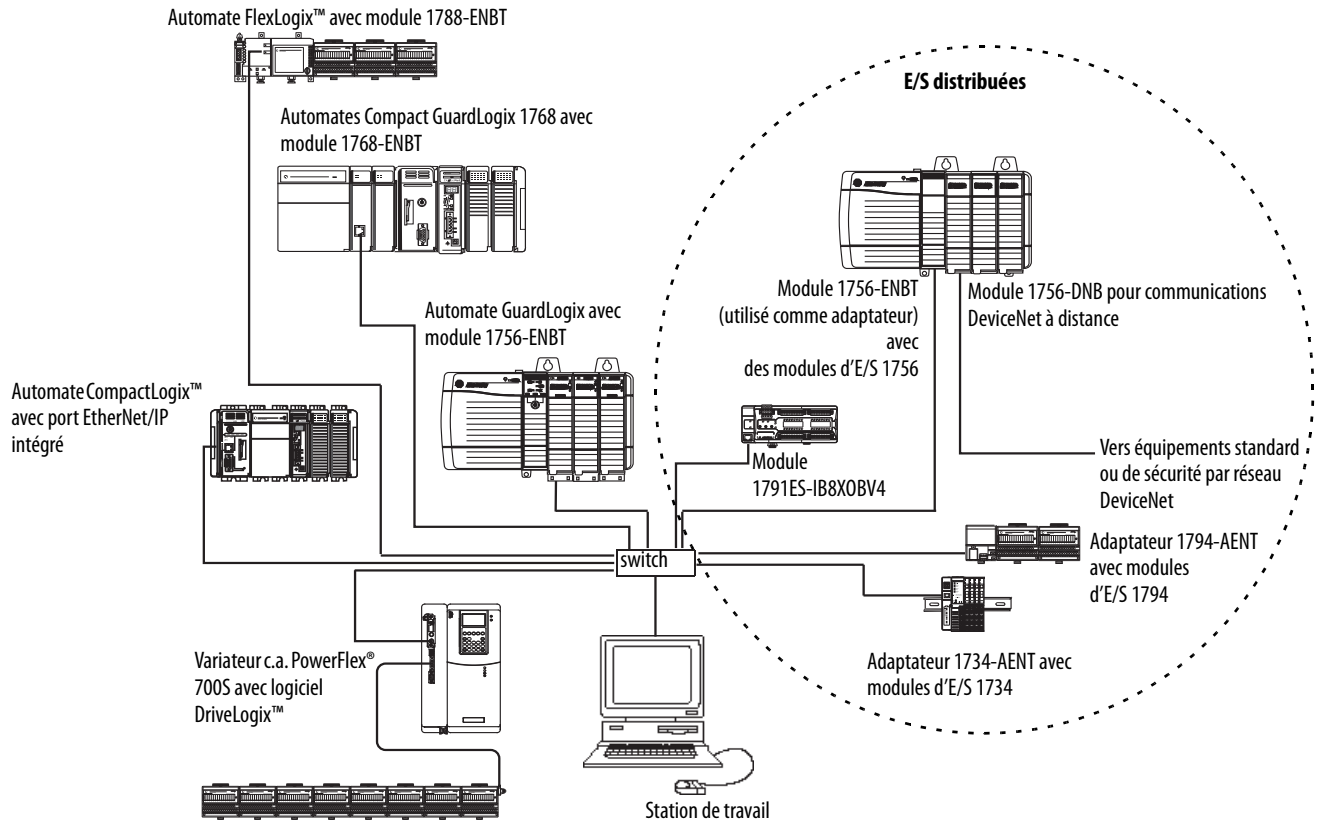 Automate FlexLogix™ avec module 1788-ENBT
E/S distribuées
Automates Compact GuardLogix 1768 avec
module 1768-ENBT
Module 1756-ENBT
(utilisé comme adaptateur)
avec
des modules d'E/S 1756
Module 1756-DNB pour communications
DeviceNet à distance
Automate GuardLogix avec
module 1756-ENBT
Automate CompactLogix™
avec port EtherNet/IP
intégré
Module
1791ES-IB8XOBV4
Vers équipements standard
ou de sécurité par réseau
DeviceNet
switch
Adaptateur 1794-AENT
avec modules
d'E/S 1794
Adaptateur 1734-AENT avec
modules d'E/S 1734
Variateur c.a. PowerFlex®
700S avec logiciel
DriveLogix™
Station de travail